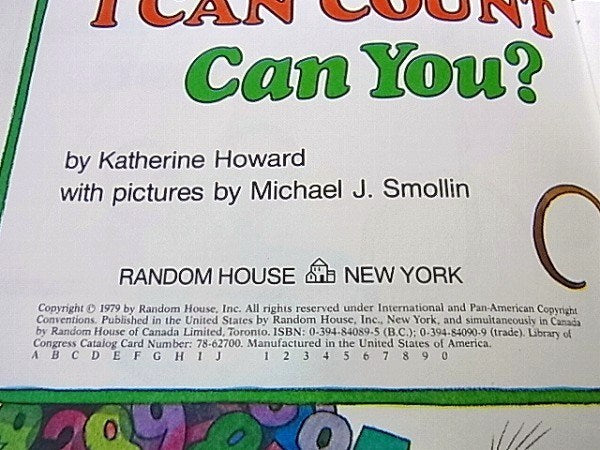 I CAN COUNT
Can You?
by Katherine Howard
with pictures by Michael J. Smollin
RANDOM HOUSE NEW YORK
Copyright © 1979 by Random House, Inc. All rights reserved under International and Pan-American Copyright
Conventions. Published in the United States by Random House, Inc., New York, and simultaneously in Canada
by Random House of Canada Limited, Toronto. ISBN: 0-394-84089-5 (B.C.); 0-394-84090-9 (trade). Library of
Congress Catalog Card Number: 78-62700. Manufactured in the United States of America.
A B C D E F G H I J 1 2 3 4 5 6 7 8 9 0